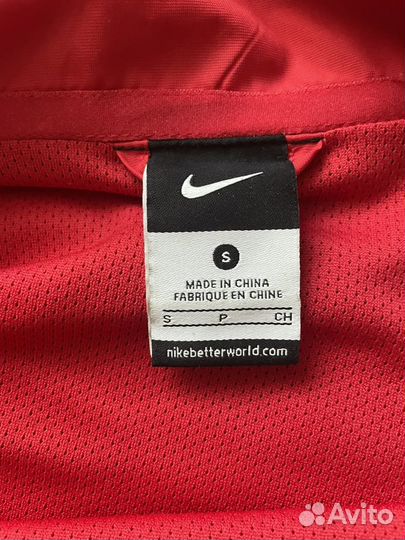 S
MADE IN CHINA
FABRIQUE EN CHINE
S P CH
nikebetterworld.com
Avito